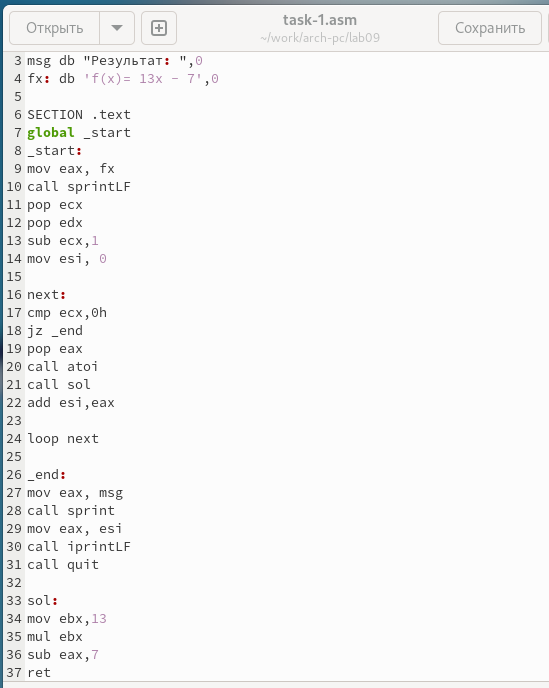 Открыть
task-1.asm
~/work/arch-pc/lab09
Сохранить
3 msg db "Результат: ",0
4 fx: db 'f(x)= 13x - 7',0
5
6 SECTION .text
7 global _start
8 _start:
9 mov eax, fx
10 call sprintLF
11 pop ecx
12 pop edx
13 sub ecx,1
14 mov esi, 0
15
16 next:
17 cmp ecx,0h
18 jz _end
19 pop eax
20 call atoi
21 call sol
22 add esi,eax
23
24 loop next
25
26 _end:
27 mov eax, msg
28 call sprint
29 mov eax, esi
30 call iprintLF
31 call quit
32
33 sol:
34 mov ebx,13
35 mul ebx
36 sub eax,7
37 ret